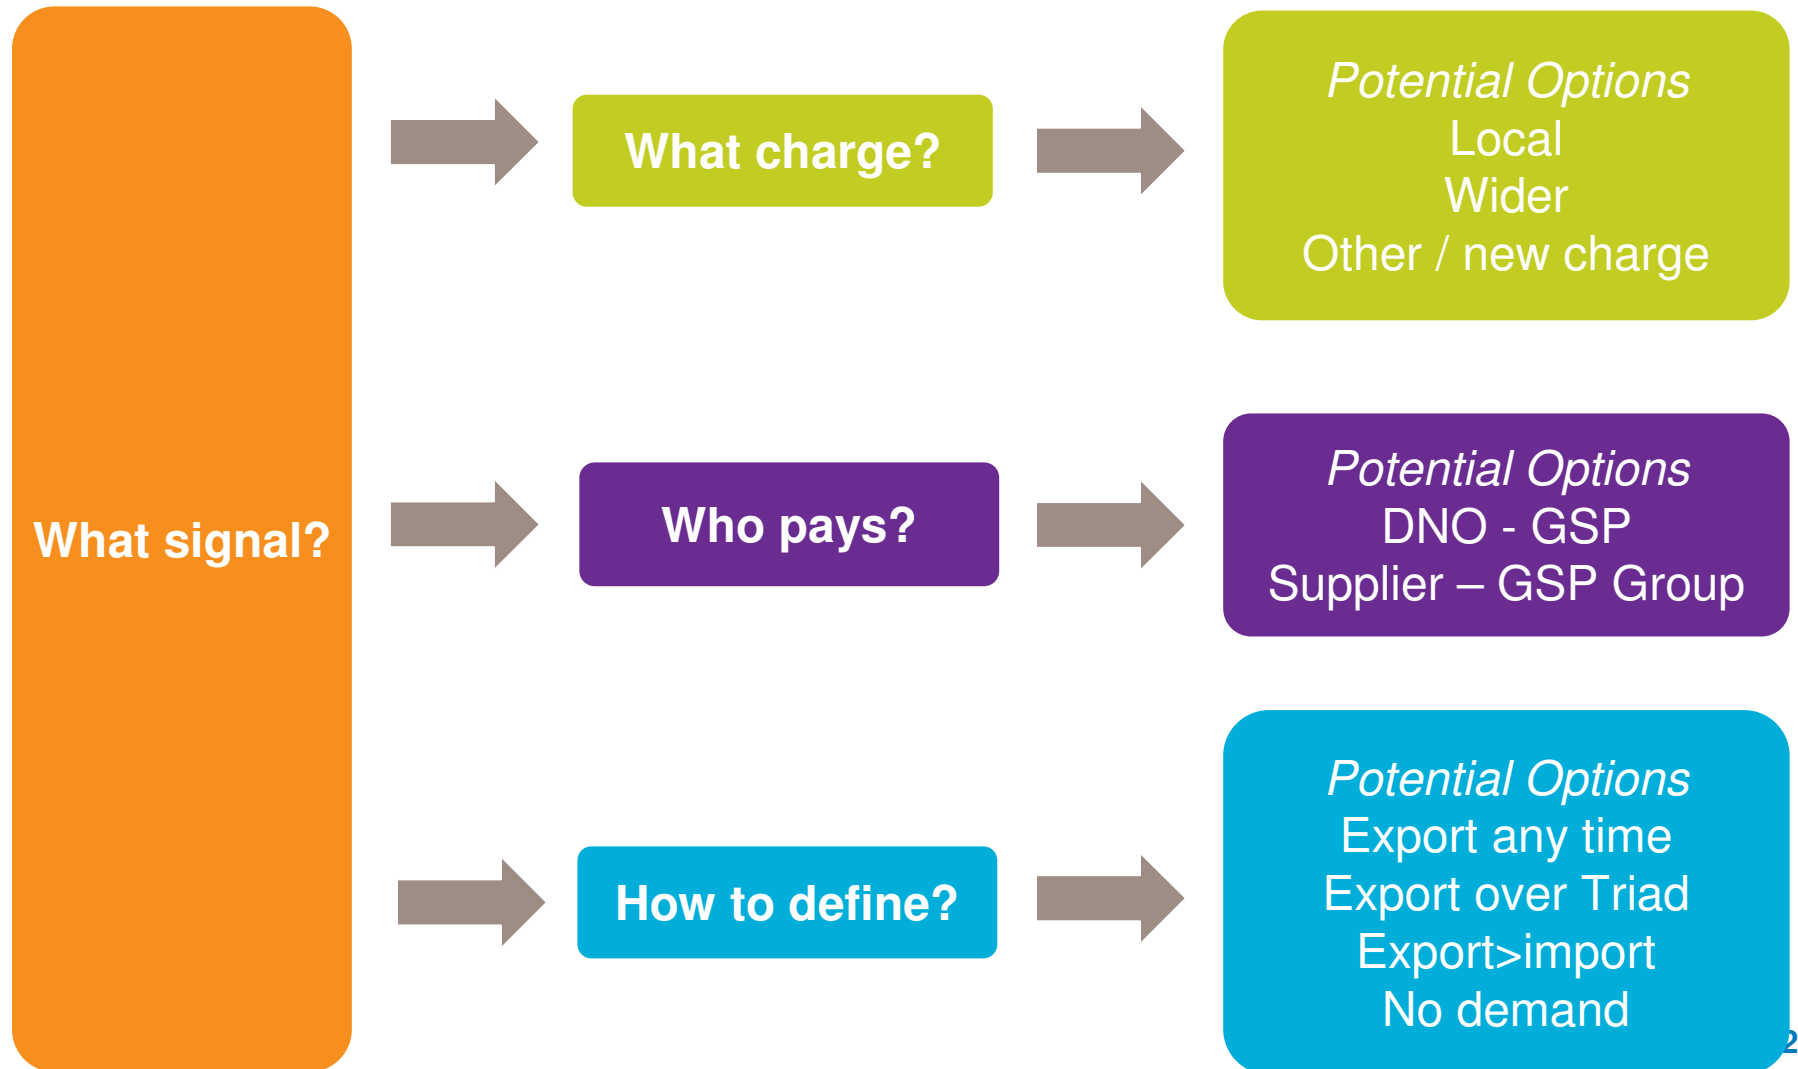 What signal?
What charge?
Potential Options
Local
Wider
Other / new charge
Who pays?
Potential Options
DNO - GSP
Supplier – GSP Group
How to define?
Potential Options
Export any time
Export over Triad
Export>import
No demand
2